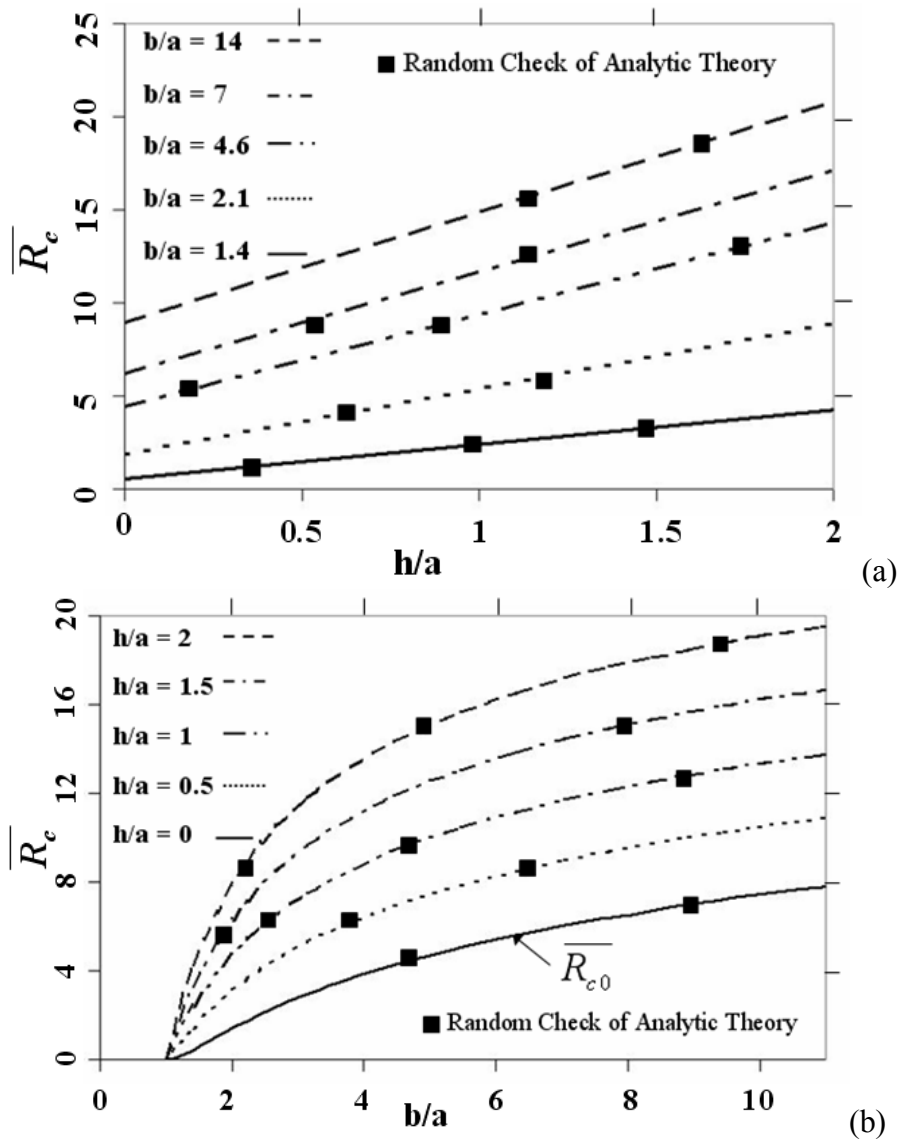 25
b/a = 14
Random Check of Analytic Theory
b/a = 7
20
b/a = 4.6
15
b/a = 2.1
b/a = 1.4
10
5
0
R̅c
0
0.5
1
1.5
2
h/a
(a)
20
h/a = 2
h/a = 1.5
16
h/a = 1
12
h/a = 0.5
h/a = 0
8
4
0
R̅c
R̅c0
Random Check of Analytic Theory
0
2
4
6
8
10
b/a
(b)